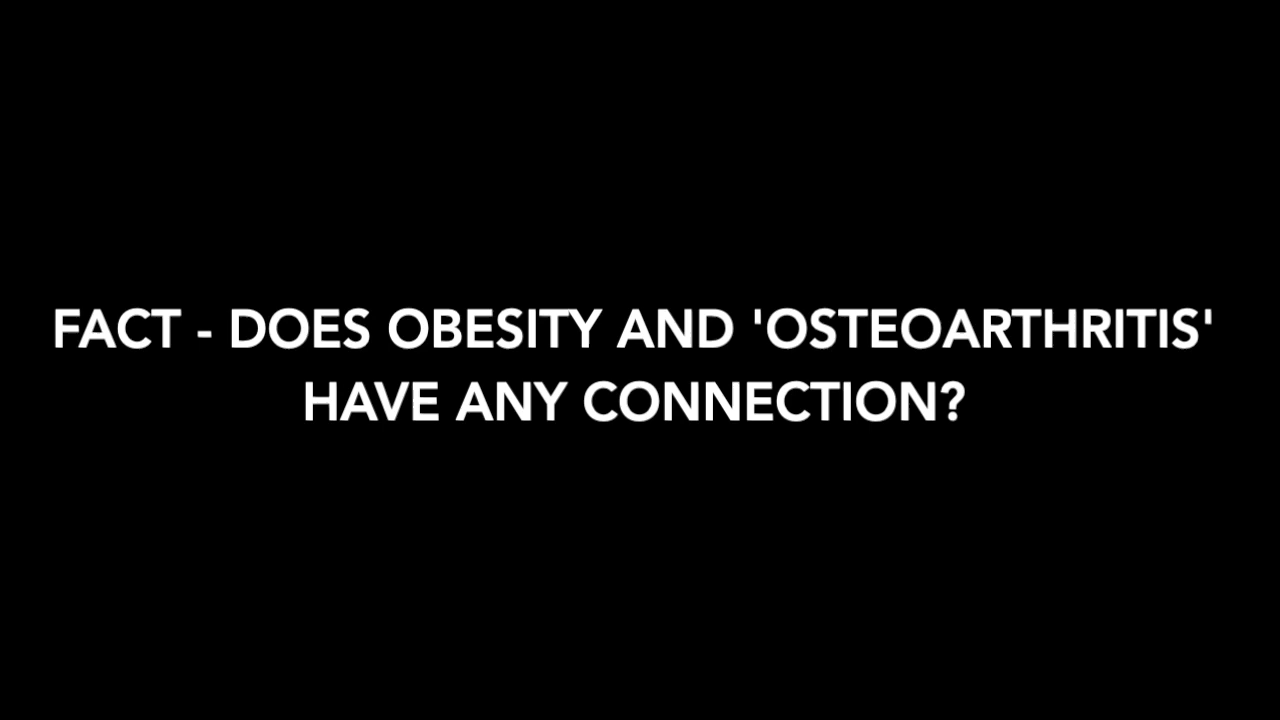 FACT - DOES OBESITY AND 'OSTEOARTHRITIS'
HAVE ANY CONNECTION?